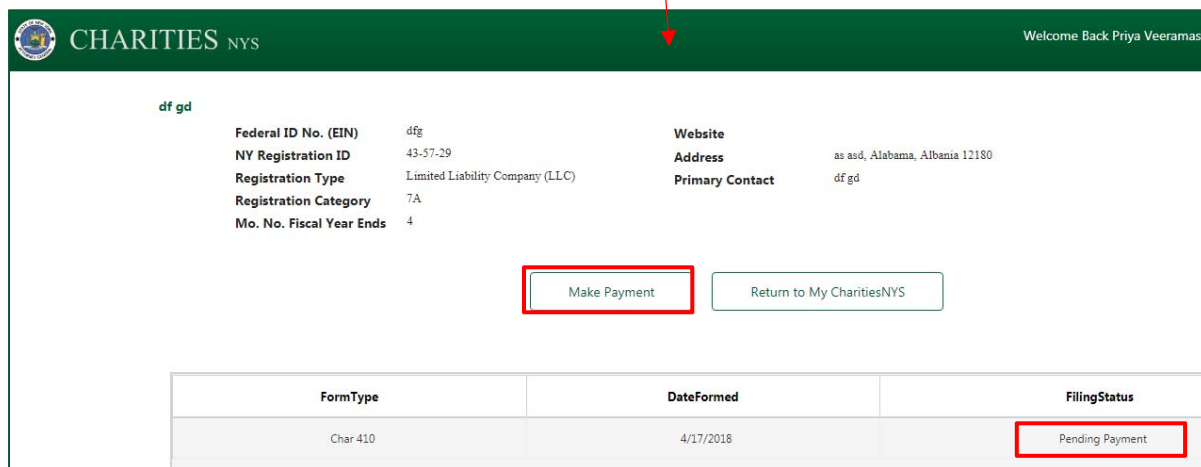 CHARITIES NYS
Welcome Back Priya Veeramas
df gd
Federal ID No. (EIN) dfg
Website
NY Registration ID 43-57-29
Address as asd, Alabama, Albania 12180
Registration Type Limited Liability Company (LLC)
Primary Contact df gd
Registration Category 7A
Mo. No. Fiscal Year Ends 4
Make Payment
Return to My CharitiesNYS
FormType DateFormed FilingStatus
Char 410 4/17/2018 Pending Payment